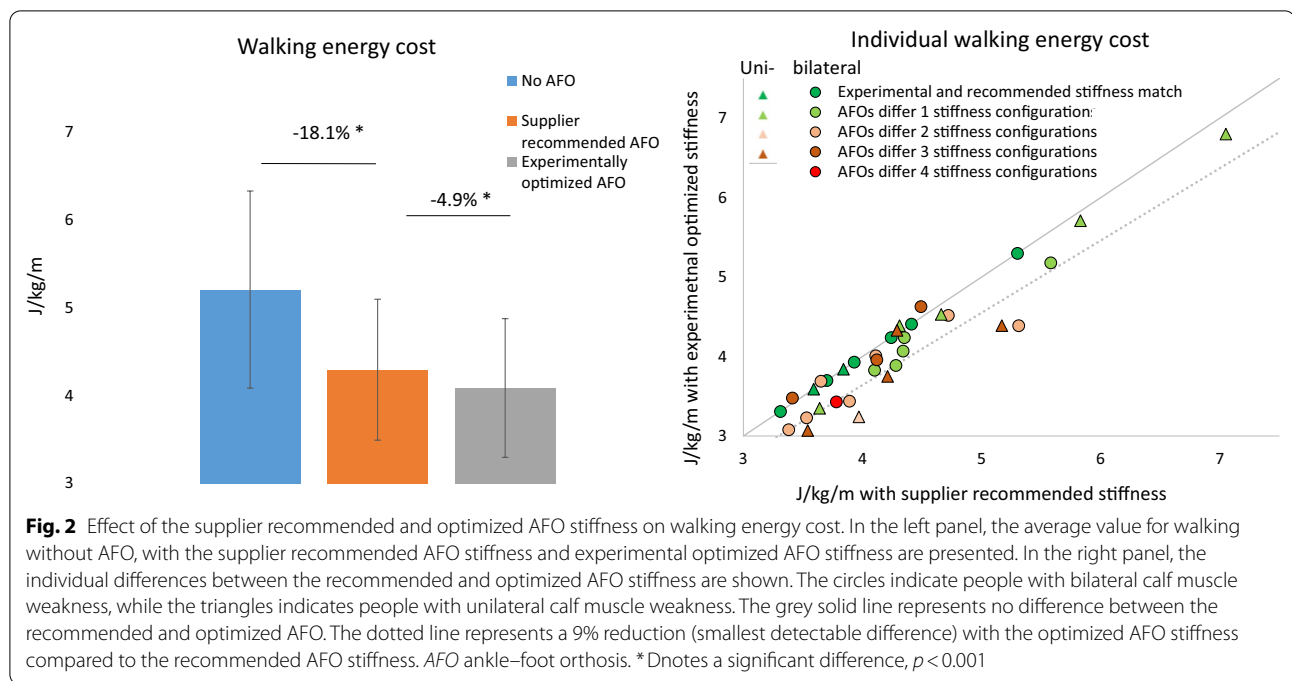 Walking energy cost
No AFO
Supplier
recommended AFO
Experimentally
optimized AFO
-18.1% *
-4.9% *
J/kg/m
7
6
5
4
3
Individual walking energy cost
Uni- bilateral
Experimental and recommended stiffness match
AFOs differ 1 stiffness configuration:
AFOs differ 2 stiffness configurations
AFOs differ 3 stiffness configurations
AFOs differ 4 stiffness configurations
J/kg/m with experimetnal optimized stiffness
7
6
5
4
3
3 4 5 6 7
J/kg/m with supplier recommended stiffness
Fig. 2 Effect of the supplier recommended and optimized AFO stiffness on walking energy cost. In the left panel, the average value for walking
without AFO, with the supplier recommended AFO stiffness and experimental optimized AFO stiffness are presented. In the right panel, the
individual differences between the recommended and optimized AFO stiffness are shown. The circles indicate people with bilateral calf muscle
weakness, while the triangles indicates people with unilateral calf muscle weakness. The grey solid line represents no difference between the
recommended and optimized AFO. The dotted line represents a 9% reduction (smallest detectable difference) with the optimized AFO stiffness
compared to the recommended AFO stiffness. AFO ankle–foot orthosis. * Dnotes a significant difference, p < 0.001